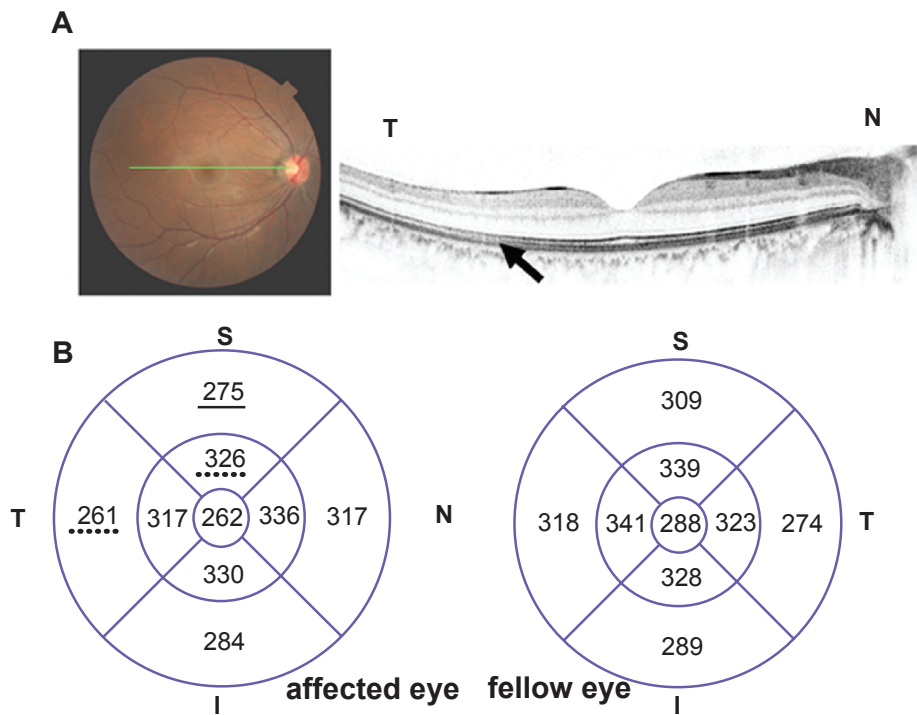 A
T N
B
S S
275 309
326 339
T 261 317 262 336 317 N 318 341 288 323 274 T
330 328
284 289
affected eye fellow eye
I I